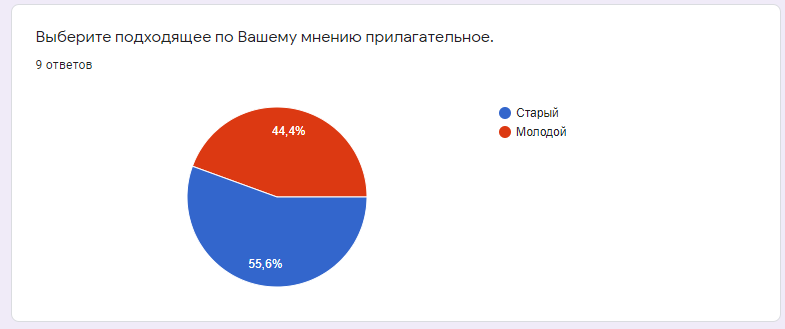 Выберите подходящее по Вашему мнению прилагательное.
9 ответов
Старый
Молодой
44,4%
55,6%